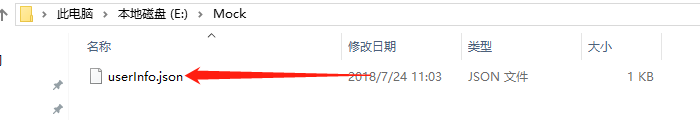 此电脑 › 本地磁盘 (E:) › Mock
名称 修改日期 类型 大小
userInfo.json 2018/7/24 11:03 JSON 文件 1 KB